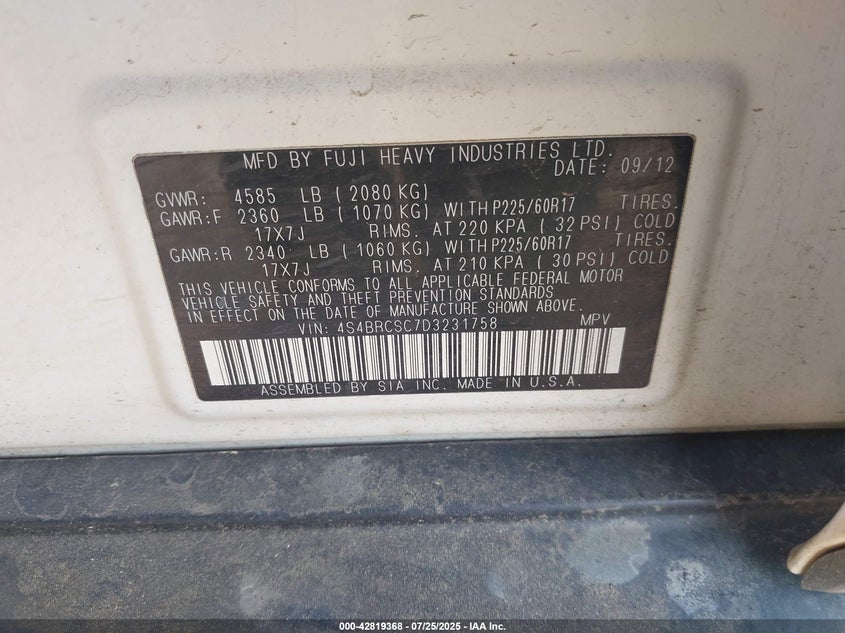 MFD BY FUJI HEAVY INDUSTRIES LTD.
DATE: 09/12
GVWR: 4585 LB ( 2080 KG)
GAWR:F 2360 LB ( 1070 KG) WITH P225/60R17 TIRES.
17X7J RIMS. AT 220 KPA ( 32 PSI) COLD
GAWR:R 2340 LB ( 1060 KG) WITH P225/60R17 TIRES.
17X7J RIMS. AT 210 KPA ( 30 PSI) COLD
THIS VEHICLE CONFORMS TO ALL APPLICABLE FEDERAL MOTOR
VEHICLE SAFETY AND THEFT PREVENTION STANDARDS
IN EFFECT ON THE DATE OF MANUFACTURE SHOWN ABOVE.
VIN: 4S4BRCSC7D3231758 MPV
ASSEMBLED BY SIA INC. MADE IN U.S.A.
000-42819368 | 07/25/2025 - IAA Inc.